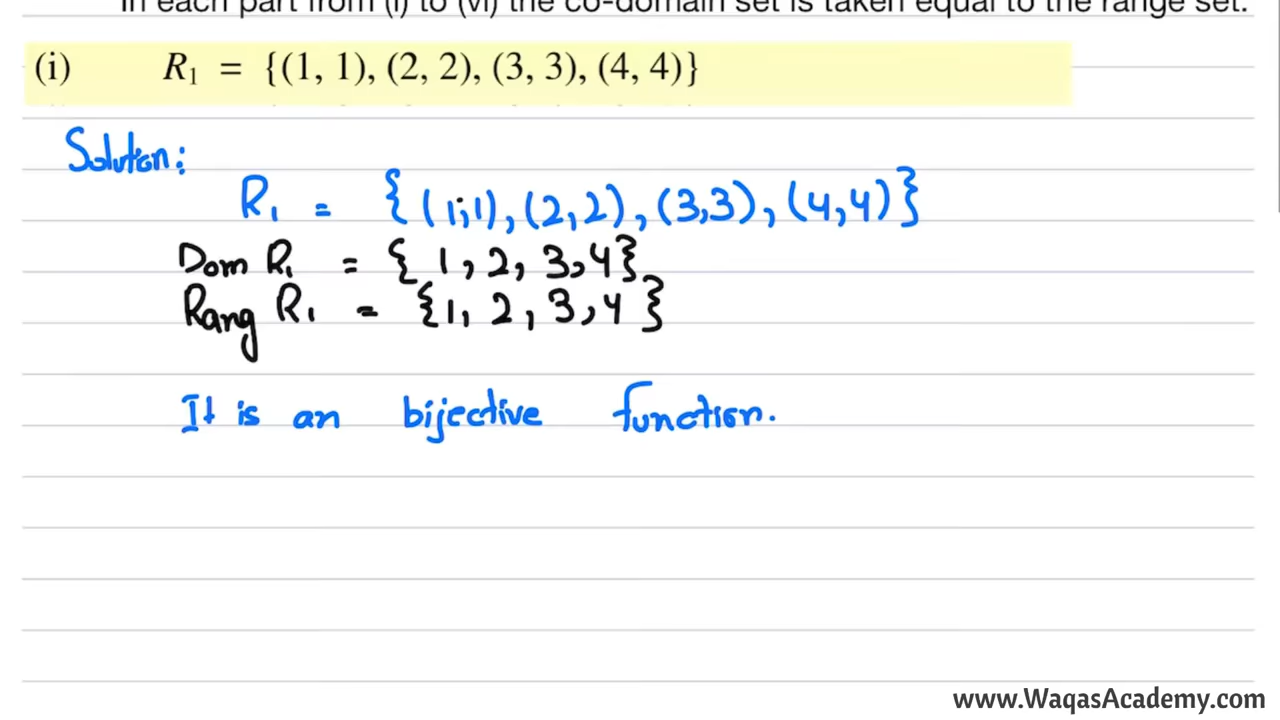 In each part from (i) to (vi) the co-domain set is taken equal to the range set.
(i) R₁ = {(1, 1), (2, 2), (3, 3), (4, 4)}
Soluton:
R₁ = {(1,1), (2,2), (3,3), (4,4)}
Dom R₁ = {1, 2, 3, 4}
Rang R₁ = {1, 2, 3, 4}
It is an bijective function.
www.WaqasAcademy.com